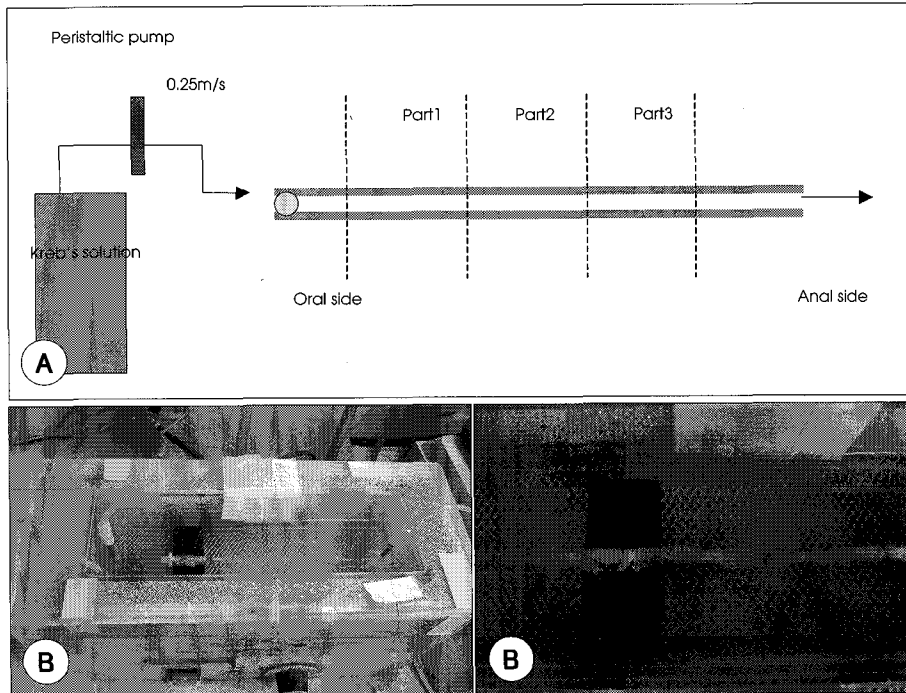 Peristaltic pump
0.25m/s
Part1
Part2
Part3
Kreb's solution
Oral side
Anal side
A
B
B